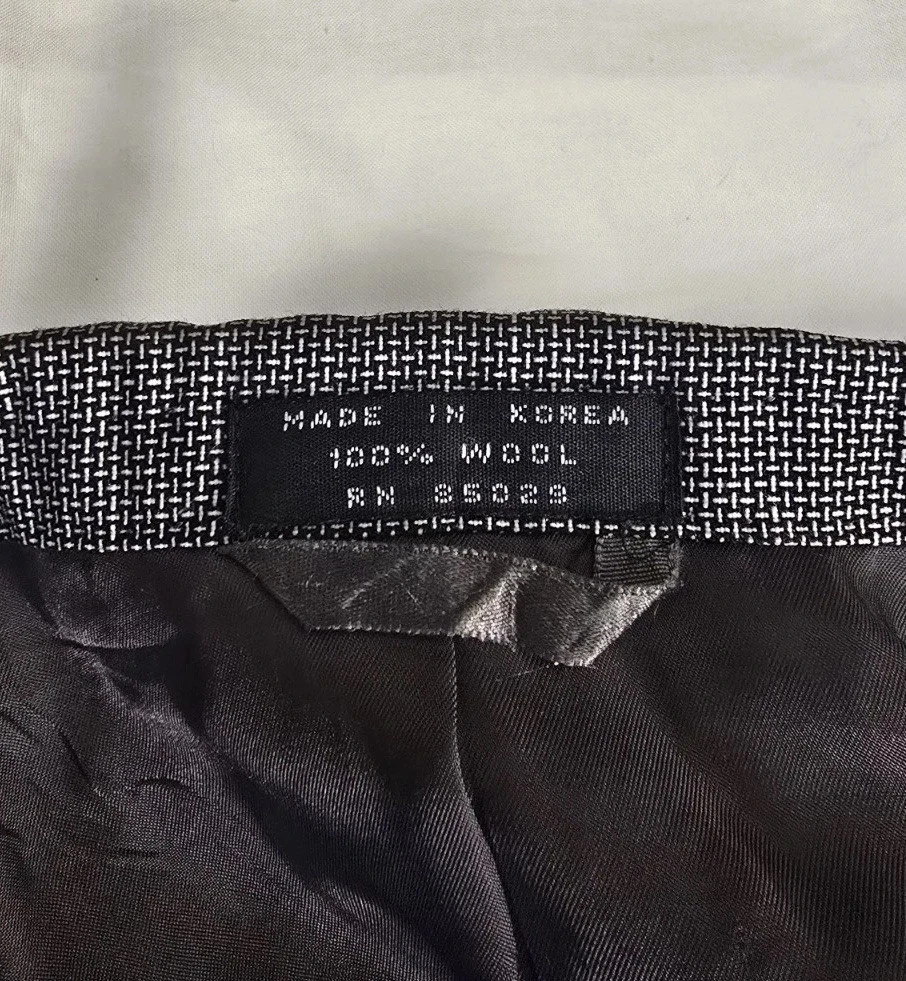 MADE IN KOREA
100% WOOL
RN 85029